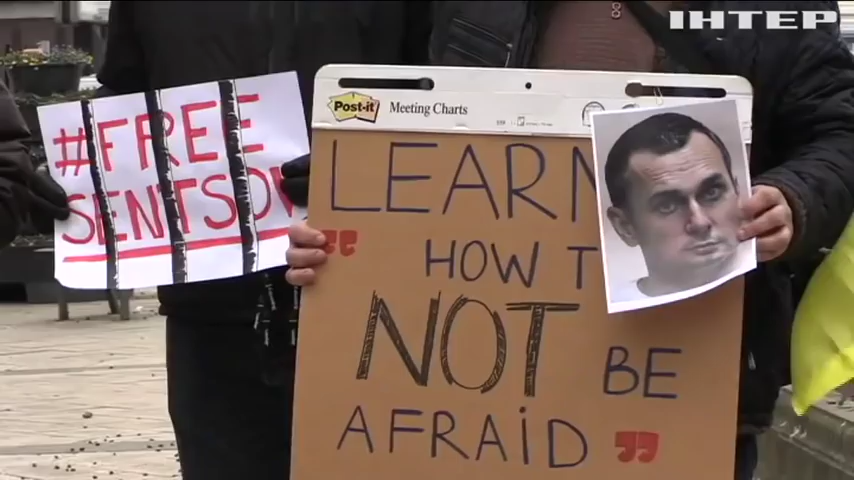 ІНТЕР
#FREE
SENTSOV
Post-it Meeting Charts
LEARN
"HOW T
NOT BE
AFRAID"